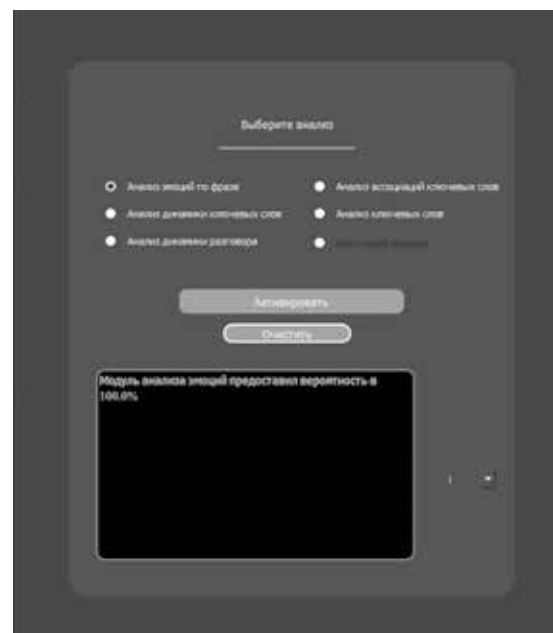 Выберите анализ
Анализ эмоций по фразе
Анализ ассоциаций ключевых слов
Анализ динамики ключевых слов
Анализ ключевых слов
Анализ динамики разговора
Активировать
Очистить
Модуль анализа эмоций предоставил вероятность в
100.0%